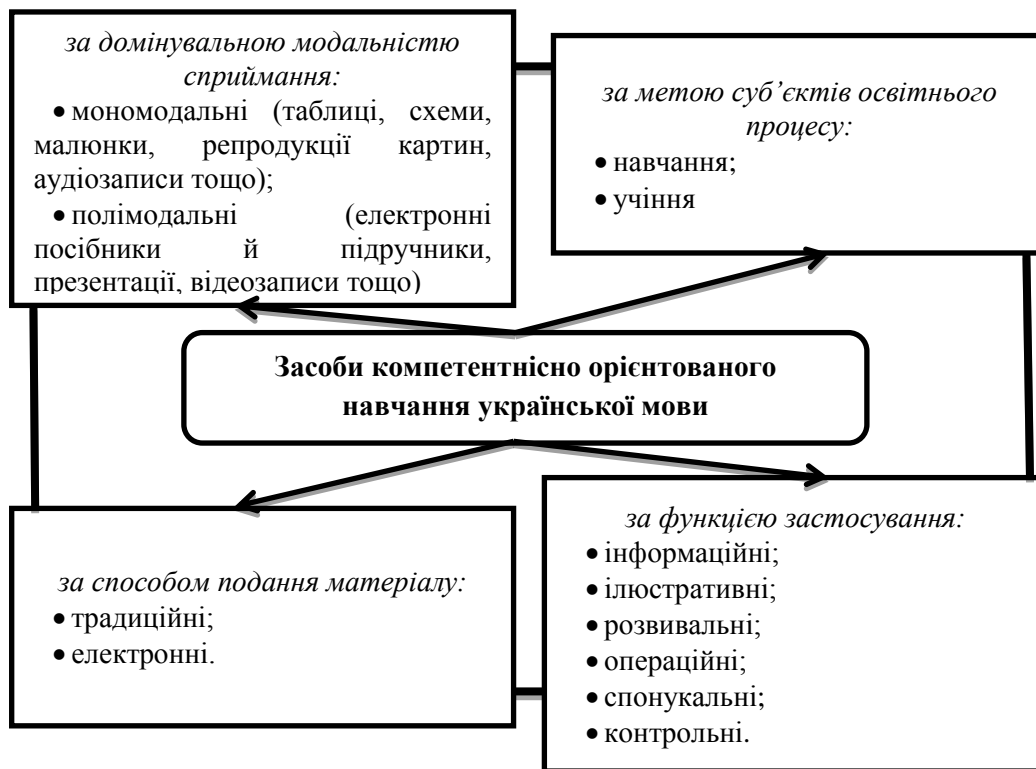 за домінувальною модальністю
сприймання:
• мономодальні (таблиці, схеми,
малюнки, репродукції картин,
аудіозаписи тощо);
• полімодальні (електронні
посібники й підручники,
презентації, відеозаписи тощо)
за метою суб’єктів освітнього
процесу:
• навчання;
• учіння
Засоби компетентнісно орієнтованого
навчання української мови
за способом подання матеріалу:
• традиційні;
• електронні.
за функцією застосування:
• інформаційні;
• ілюстративні;
• розвивальні;
• операційні;
• спонукальні;
• контрольні.